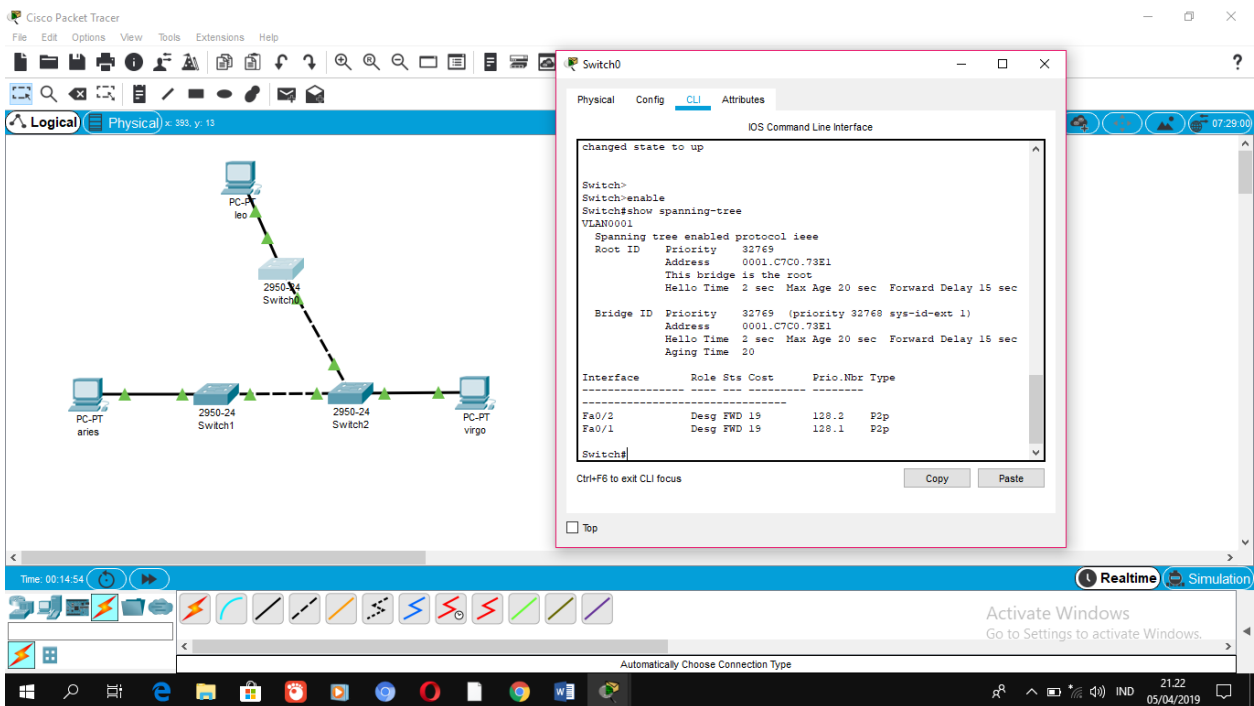 Cisco Packet Tracer
File Edit Options View Tools Extensions Help
?
Logical Physical x: 393, y: 13
07:29:00
PC-PT
leo
2950-24
Switch0
PC-PT
aries
2950-24
Switch1
2950-24
Switch2
PC-PT
virgo
Switch0
Physical Config CLI Attributes
IOS Command Line Interface
changed state to up
Switch>
Switch>enable
Switch#show spanning-tree
VLAN0001
Spanning tree enabled protocol ieee
Root ID Priority 32769
Address 0001.C7C0.73E1
This bridge is the root
Hello Time 2 sec Max Age 20 sec Forward Delay 15 sec
Bridge ID Priority 32769 (priority 32768 sys-id-ext 1)
Address 0001.C7C0.73E1
Hello Time 2 sec Max Age 20 sec Forward Delay 15 sec
Aging Time 20
Interface Role Sts Cost Prio.Nbr Type
---------------- ---- --- --------- --------
--------------------------------
Fa0/2 Desg FWD 19 128.2 P2p
Fa0/1 Desg FWD 19 128.1 P2p
Switch#
Ctrl+F6 to exit CLI focus
Copy Paste
Top
Time: 00:14:54
Realtime Simulation
Activate Windows
Go to Settings to activate Windows.
Automatically Choose Connection Type
IND
21.22
05/04/2019